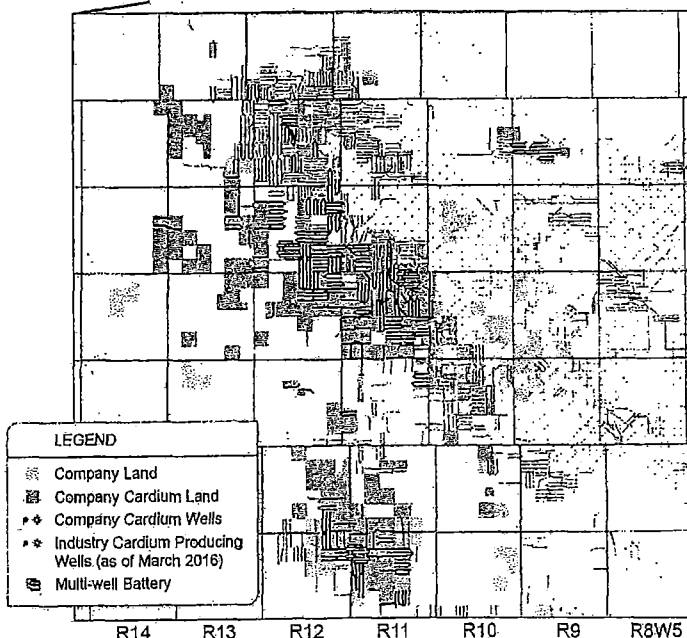 LEGEND
Company Land
Company Cardium Land
Company Cardium Wells
Industry Cardium Producing
Wells (as of March 2016)
Multi-well Battery
R14 R13 R12 R11 R10 R9 R8W5